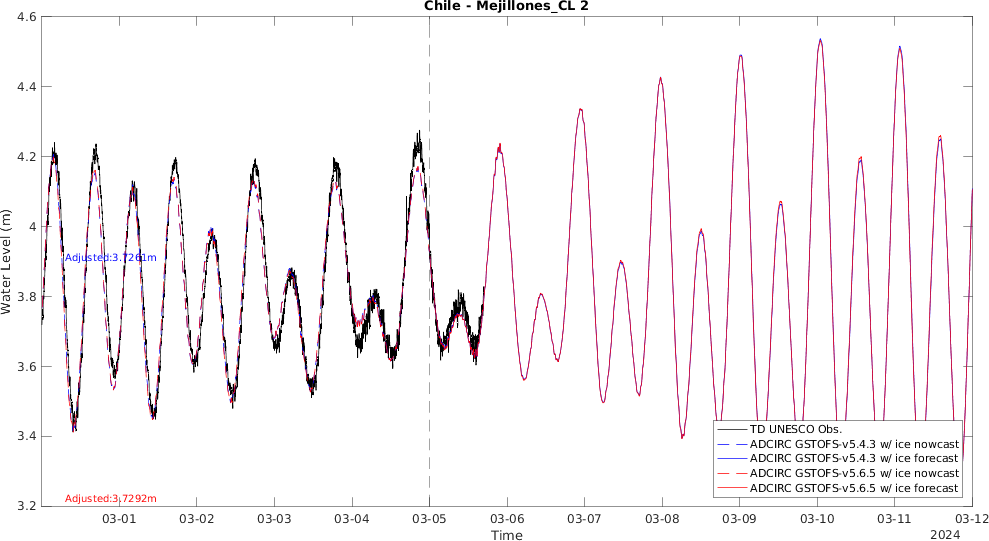 Chile - Mejillones_CL 2
4.6
4.4
4.2
4
3.8
3.6
3.4
3.2
Water Level (m)
Adjusted:3.7261m
Adjusted:3.7292m
TD UNESCO Obs.
ADCIRC GSTOFS-v5.4.3 w/ ice nowcast
ADCIRC GSTOFS-v5.4.3 w/ ice forecast
ADCIRC GSTOFS-v5.6.5 w/ ice nowcast
ADCIRC GSTOFS-v5.6.5 w/ ice forecast
03-01 03-02 03-03 03-04 03-05 03-06 03-07 03-08 03-09 03-10 03-11 03-12
Time
2024